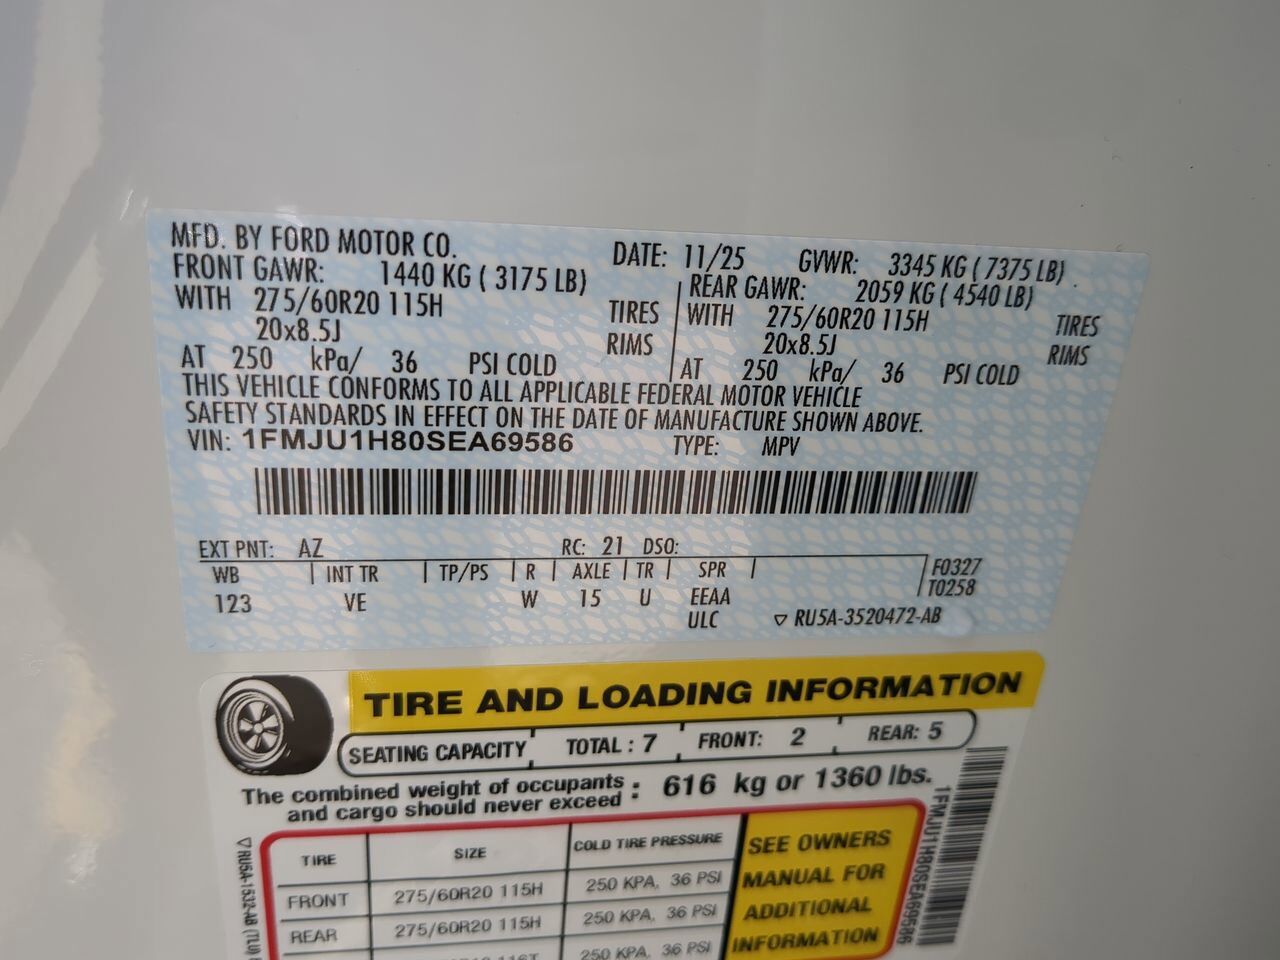 MFD. BY FORD MOTOR CO. DATE: 11/25 GVWR: 3345 KG ( 7375 LB)
FRONT GAWR: 1440 KG ( 3175 LB) REAR GAWR: 2059 KG ( 4540 LB)
WITH 275/60R20 115H TIRES WITH 275/60R20 115H TIRES
20x8.5J RIMS 20x8.5J RIMS
AT 250 kPa/ 36 PSI COLD AT 250 kPa/ 36 PSI COLD
THIS VEHICLE CONFORMS TO ALL APPLICABLE FEDERAL MOTOR VEHICLE
SAFETY STANDARDS IN EFFECT ON THE DATE OF MANUFACTURE SHOWN ABOVE.
VIN: 1FMJU1H80SEA69586 TYPE: MPV
EXT PNT: AZ RC: 21 DSO:
WB INT TR TP/PS R AXLE TR SPR F0327
T0258
123 VE W 15 U EEAA
ULC RU5A-3520472-AB
TIRE AND LOADING INFORMATION
SEATING CAPACITY TOTAL : 7 FRONT: 2 REAR: 5
The combined weight of occupants
and cargo should never exceed : 616 kg or 1360 lbs.
TIRE SIZE COLD TIRE PRESSURE
FRONT 275/60R20 115H 250 KPA, 36 PSI
REAR 275/60R20 115H 250 KPA, 36 PSI
250 KPA, 36 PSI
SEE OWNERS
MANUAL FOR
ADDITIONAL
INFORMATION
1FMJU1H80SEA69586
RU5A-1532-AB (TLU)